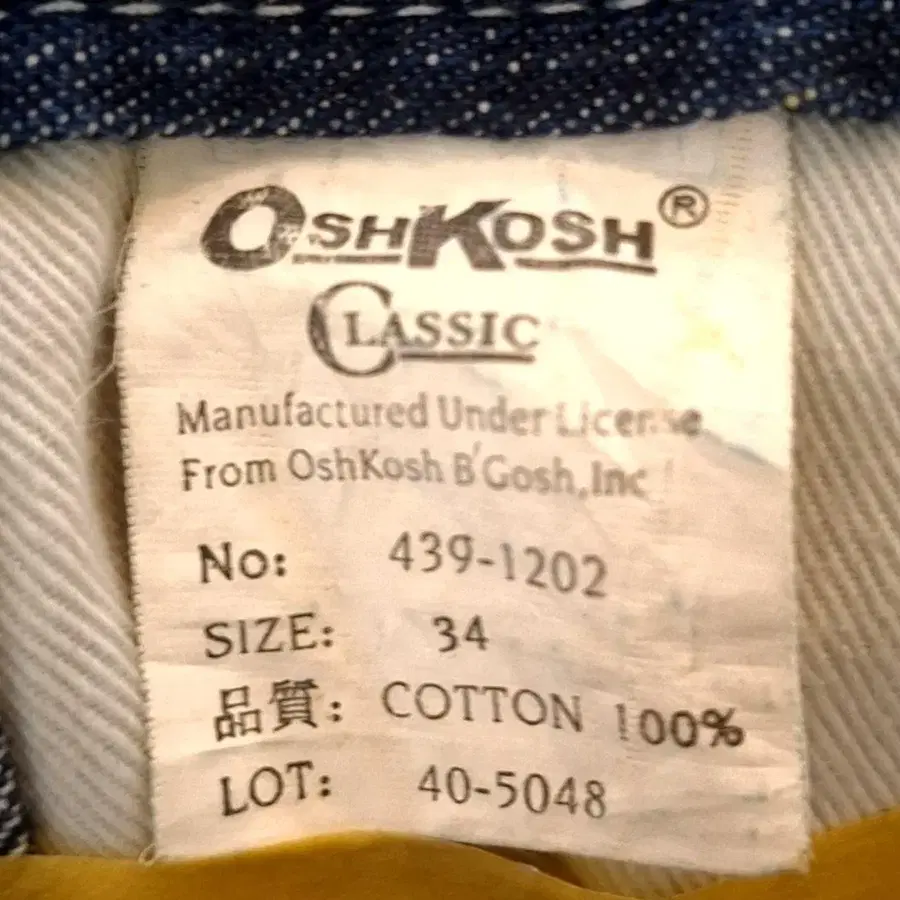 OSHKOSH®
CLASSIC
Manufactured Under License
From OshKosh B'Gosh,Inc
No: 439-1202
SIZE: 34
品質: COTTON 100%
LOT: 40-5048